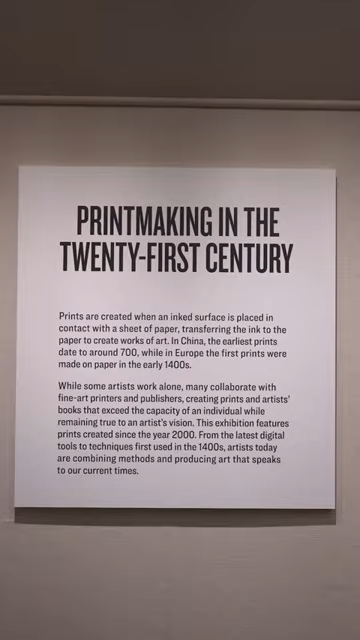 PRINTMAKING IN THE
TWENTY-FIRST CENTURY
Prints are created when an inked surface is placed in
contact with a sheet of paper, transferring the ink to the
paper to create works of art. In China, the earliest prints
date to around 700, while in Europe the first prints were
made on paper in the early 1400s.
While some artists work alone, many collaborate with
fine-art printers and publishers, creating prints and artists’
books that exceed the capacity of an individual while
remaining true to an artist’s vision. This exhibition features
prints created since the year 2000. From the latest digital
tools to techniques first used in the 1400s, artists today
are combining methods and producing art that speaks
to our current times.